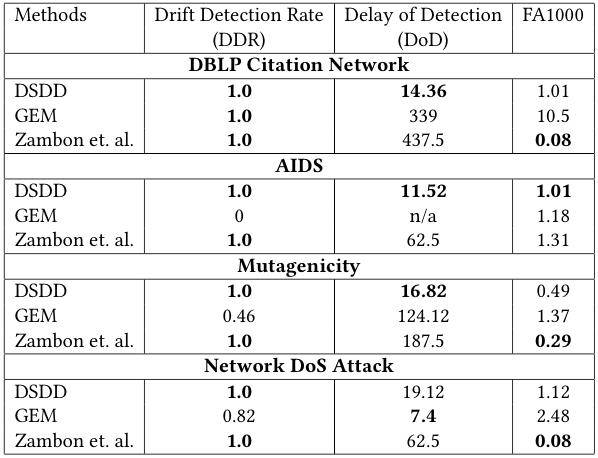 Methods Drift Detection Rate Delay of Detection FA1000
(DDR) (DoD)
DBLP Citation Network
DSDD 1.0 14.36 1.01
GEM 1.0 339 10.5
Zambon et. al. 1.0 437.5 0.08
AIDS
DSDD 1.0 11.52 1.01
GEM 0 n/a 1.18
Zambon et. al. 1.0 62.5 1.31
Mutagenicity
DSDD 1.0 16.82 0.49
GEM 0.46 124.12 1.37
Zambon et. al. 1.0 187.5 0.29
Network DoS Attack
DSDD 1.0 19.12 1.12
GEM 0.82 7.4 2.48
Zambon et. al. 1.0 62.5 0.08